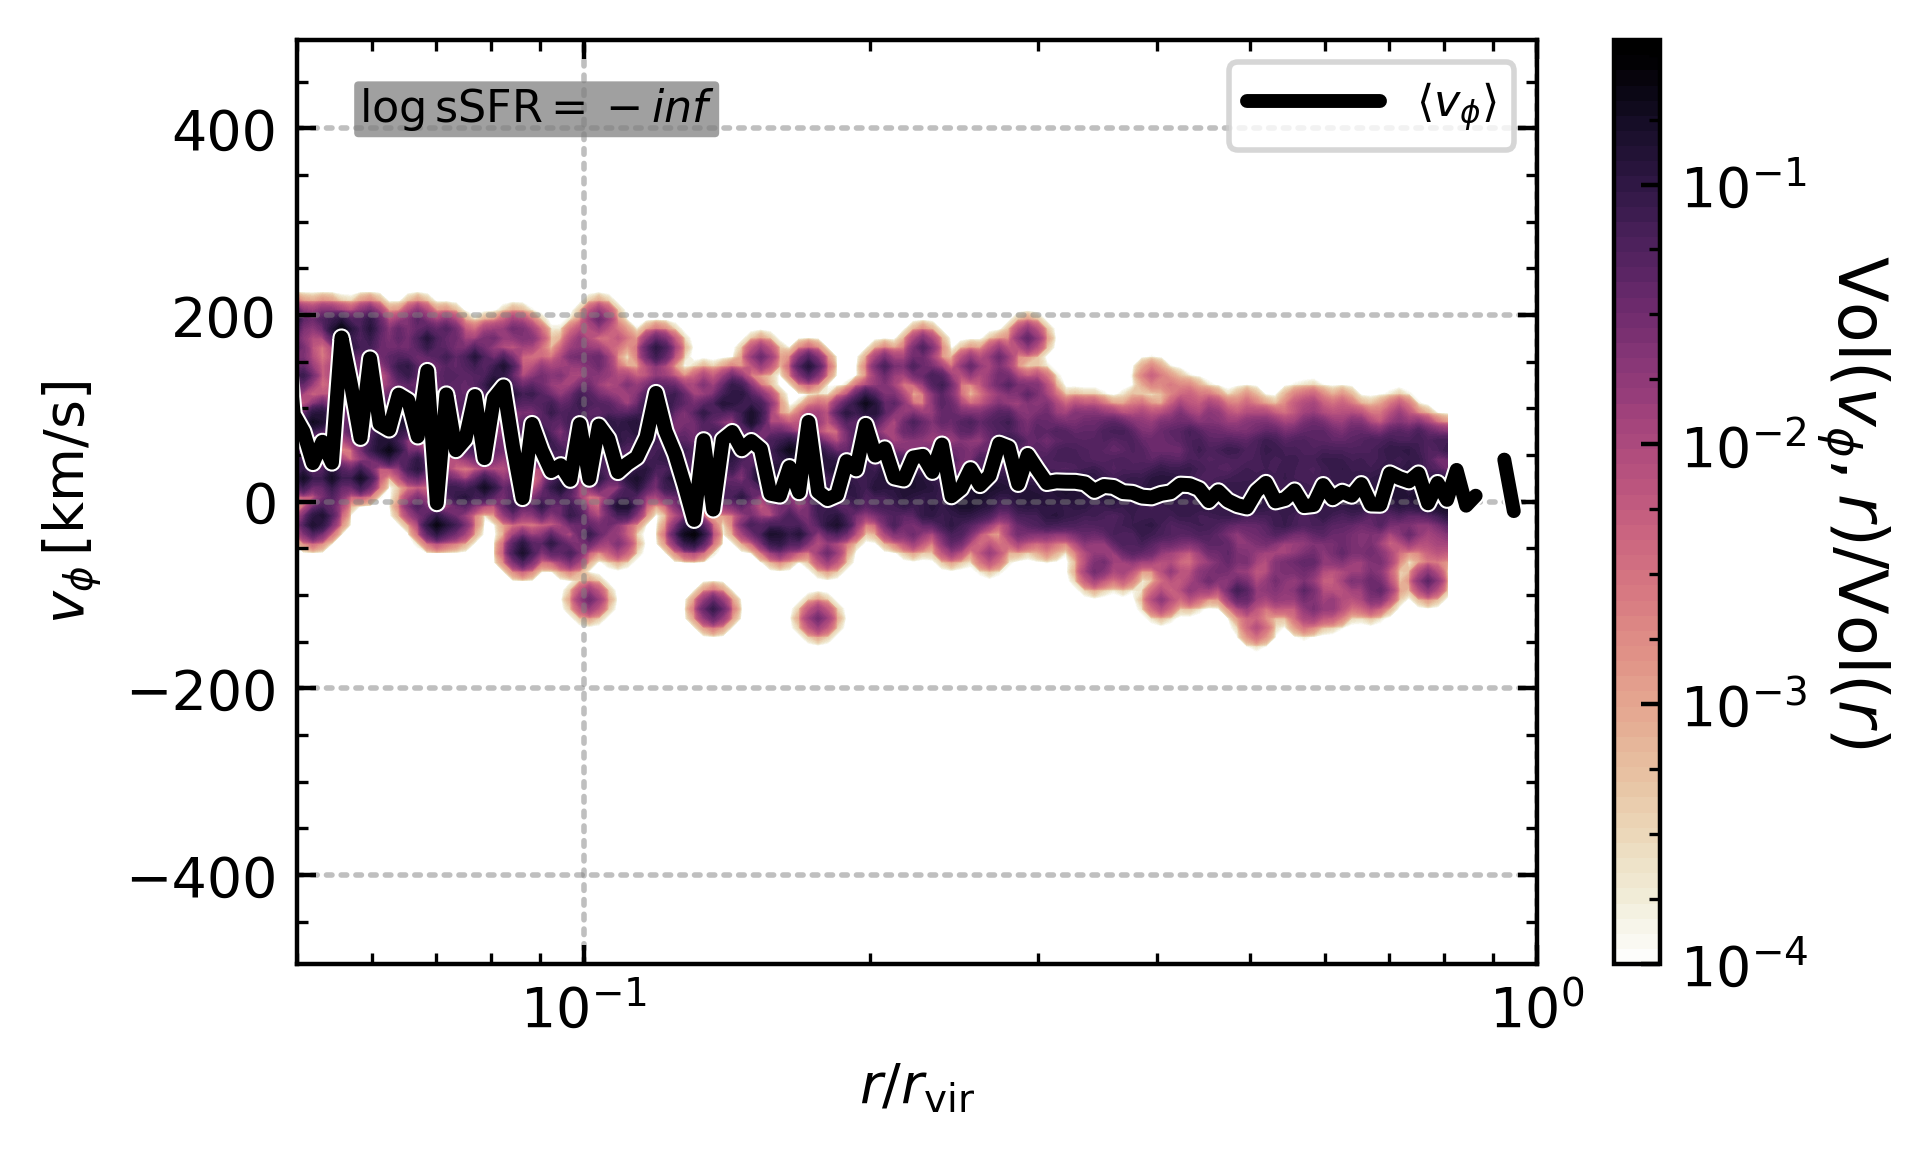 log sSFR = −inf
⟨v_ϕ⟩
400
200
0
−200
−400
v_ϕ [km/s]
10^−1
10^0
r/r_vir
10^−1
10^−2
10^−3
10^−4
Vol(v_ϕ, r)/Vol(r)